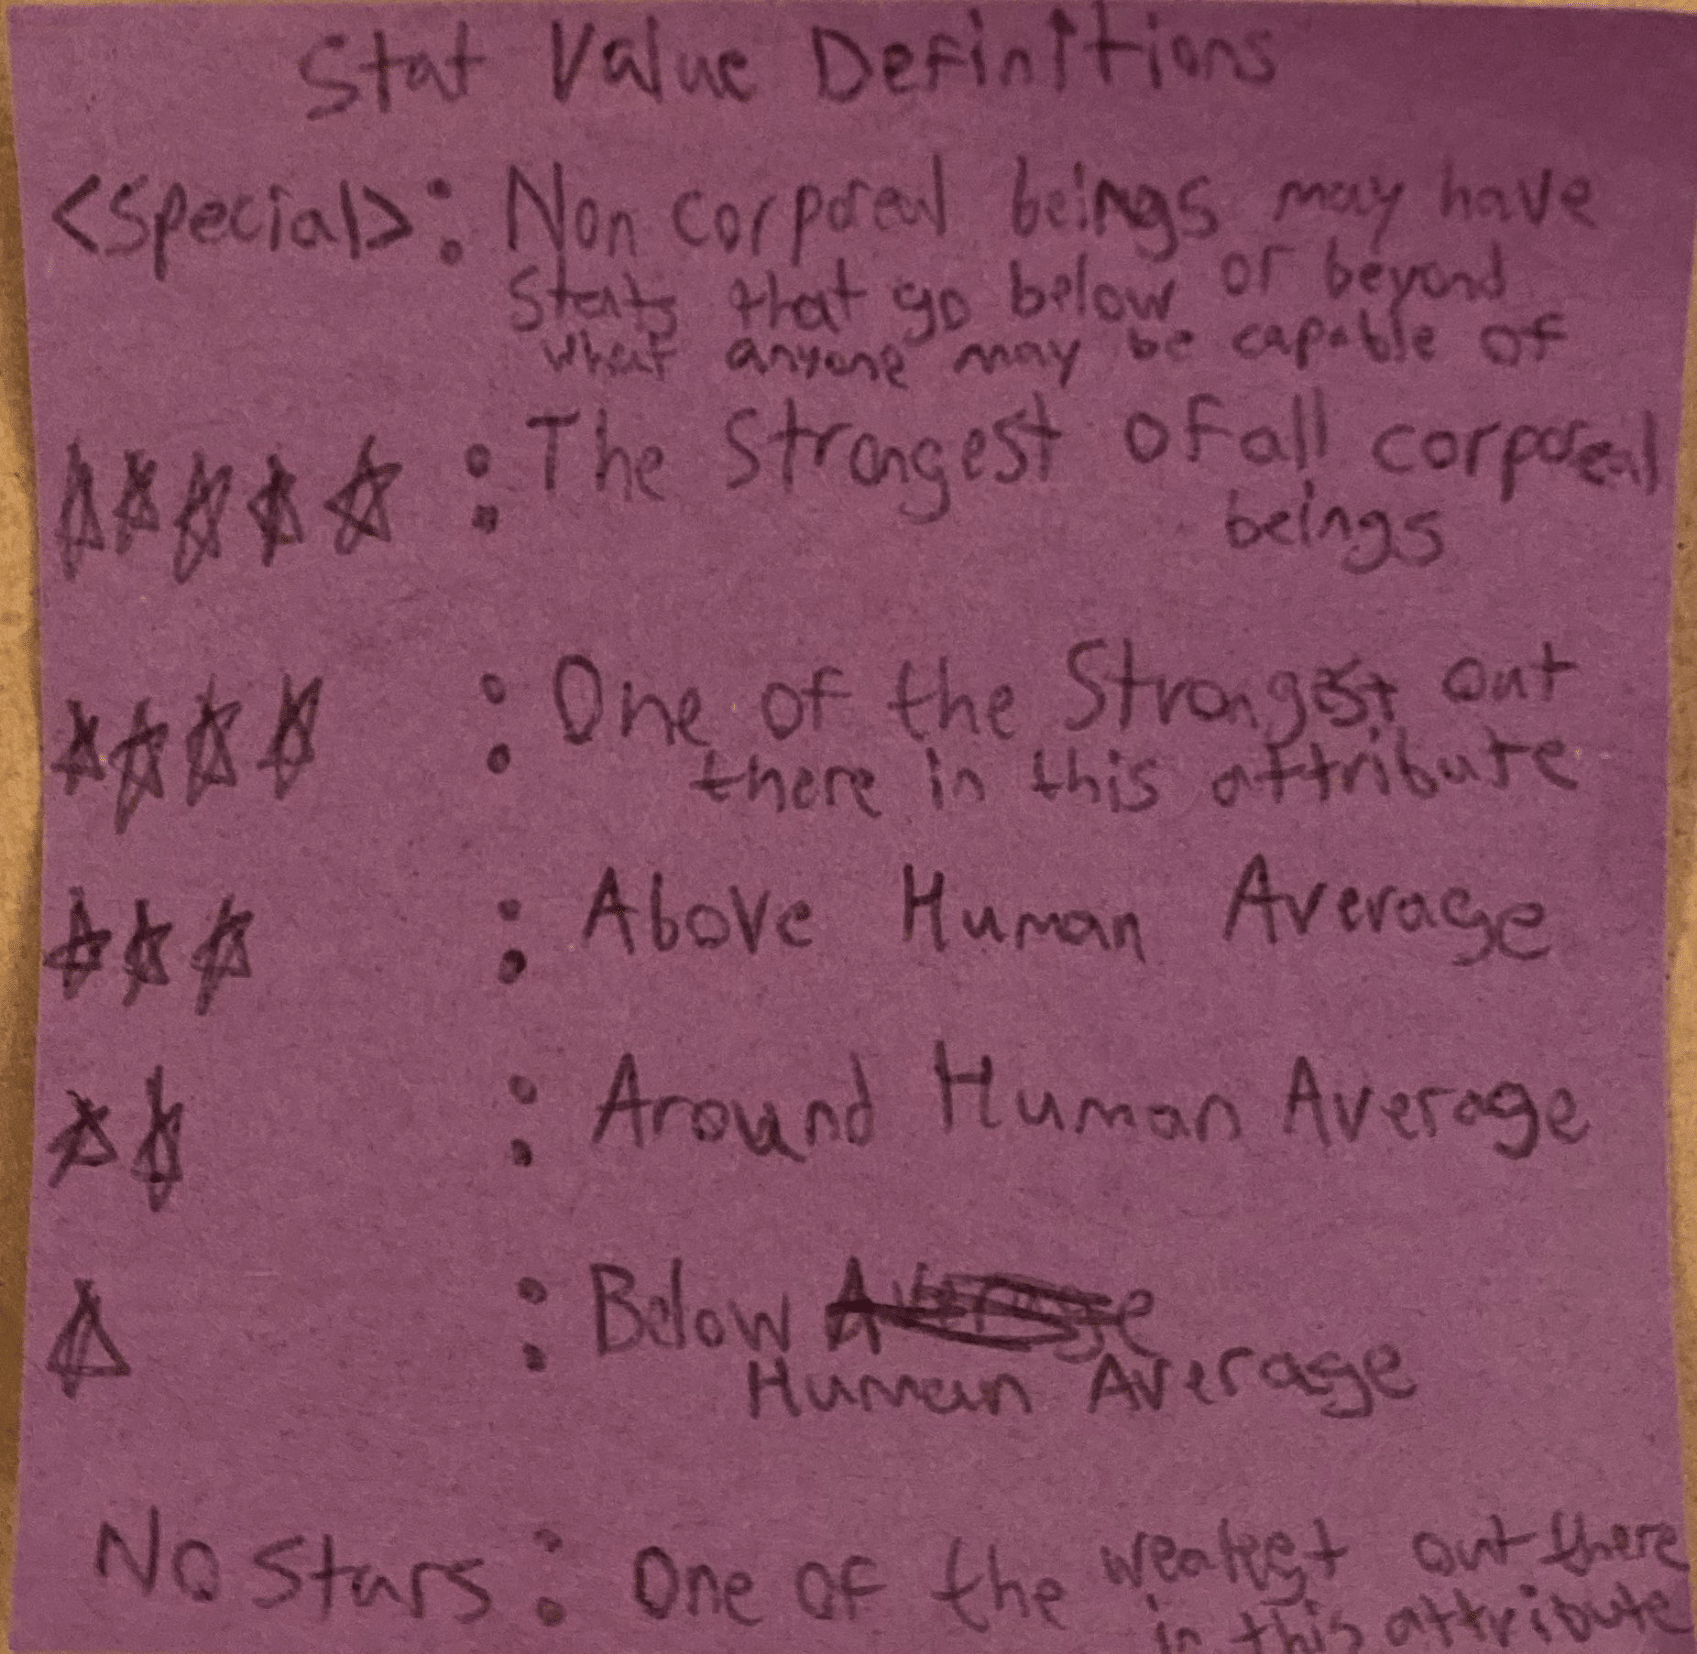 Stat Value Definitions
<Special>: Non corporeal beings may have
Stats that go below or beyond
what anyone may be capable of
☆☆☆☆☆ : The Strongest of all corporeal
beings
☆☆☆☆ : One of the Strongest out
there in this attribute
☆☆☆ : Above Human Average
☆☆ : Around Human Average
☆ : Below Average
Human Average
No Stars : One of the weakest out there
in this attribute